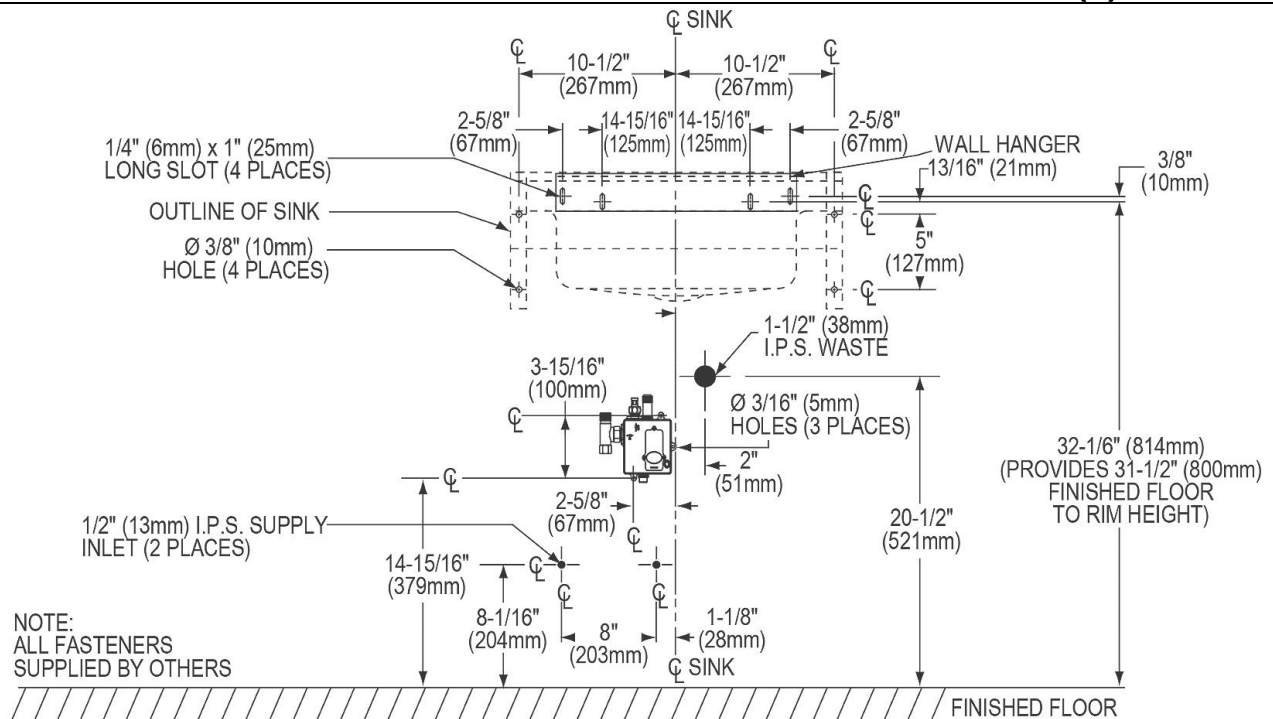 ℄ SINK
℄
℄
10-1/2"
(267mm)
10-1/2"
(267mm)
2-5/8"
(67mm)
14-15/16"
(125mm)
14-15/16"
(125mm)
2-5/8"
(67mm)
WALL HANGER
13/16" (21mm)
3/8"
(10mm)
1/4" (6mm) x 1" (25mm)
LONG SLOT (4 PLACES)
OUTLINE OF SINK
Ø 3/8" (10mm)
HOLE (4 PLACES)
℄
℄
5"
(127mm)
℄
1-1/2" (38mm)
I.P.S. WASTE
3-15/16"
(100mm)
℄
Ø 3/16" (5mm)
HOLES (3 PLACES)
2"
(51mm)
32-1/6" (814mm)
(PROVIDES 31-1/2" (800mm)
FINISHED FLOOR
TO RIM HEIGHT)
℄
2-5/8"
(67mm)
℄
20-1/2"
(521mm)
1/2" (13mm) I.P.S. SUPPLY
INLET (2 PLACES)
14-15/16"
(379mm)
℄
℄
℄
8-1/16"
(204mm)
8"
(203mm)
1-1/8"
(28mm)
℄ SINK
NOTE:
ALL FASTENERS
SUPPLIED BY OTHERS
FINISHED FLOOR